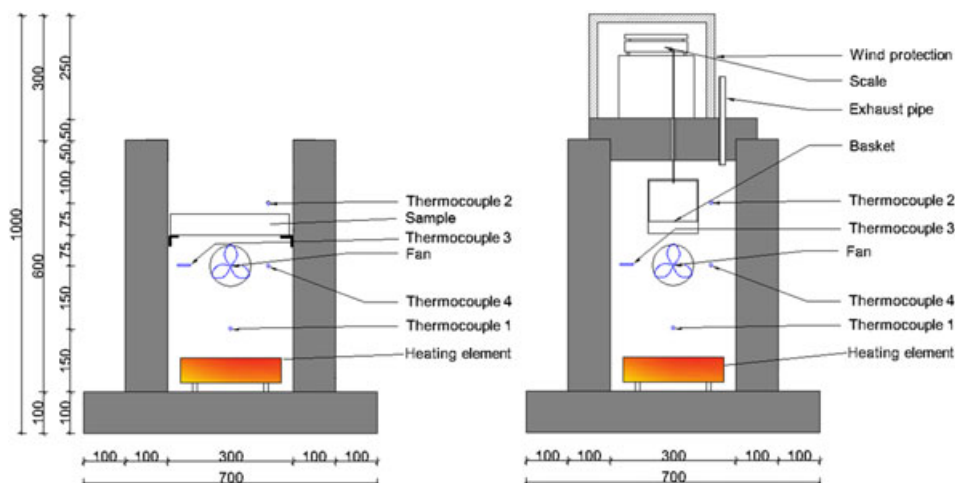 1000
300
600
100
250
50
50
100
75
75
150
150
100
Thermocouple 2
Sample
Thermocouple 3
Fan
Thermocouple 4
Thermocouple 1
Heating element
100 100 300 100 100
700
Wind protection
Scale
Exhaust pipe
Basket
Thermocouple 2
Thermocouple 3
Fan
Thermocouple 4
Thermocouple 1
Heating element
100 100 300 100 100
700